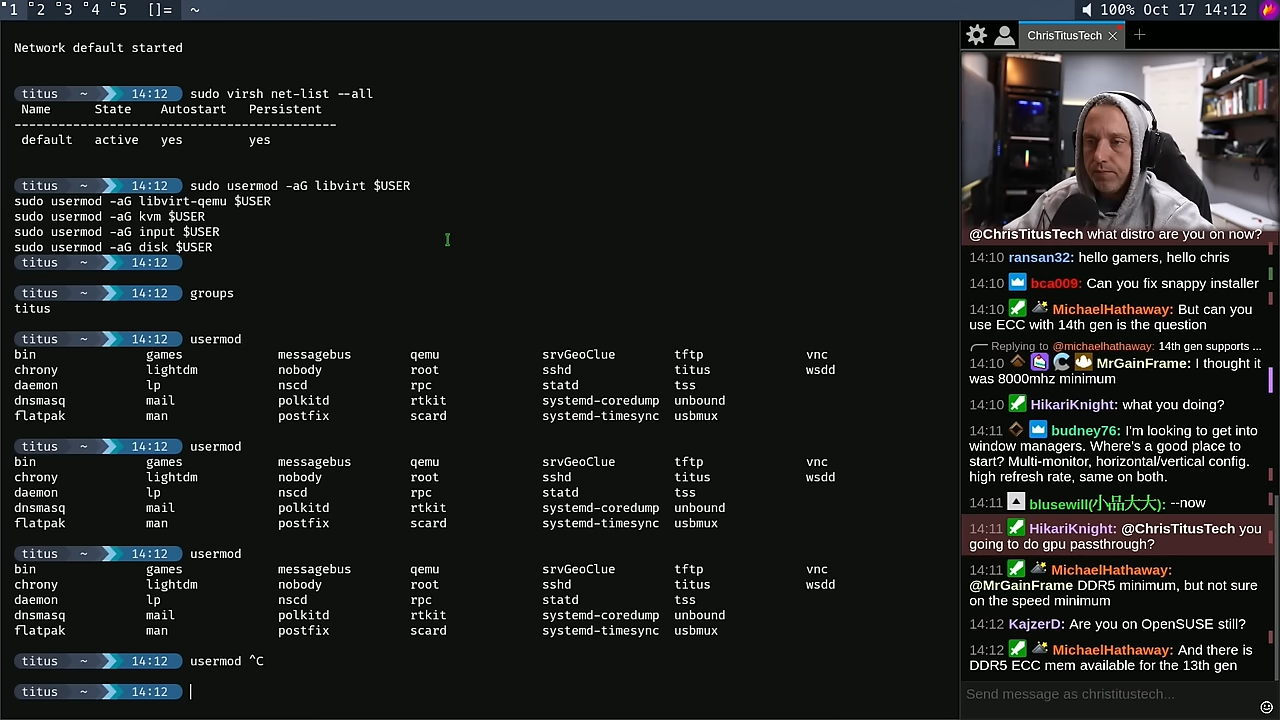 1 2 3 4 5 []= ~ 100% Oct 17 14:12
Network default started
titus ~ 14:12 sudo virsh net-list --all
Name State Autostart Persistent
--------------------------------------------
default active yes yes
titus ~ 14:12 sudo usermod -aG libvirt $USER
sudo usermod -aG libvirt-qemu $USER
sudo usermod -aG kvm $USER
sudo usermod -aG input $USER
sudo usermod -aG disk $USER
titus ~ 14:12
titus ~ 14:12 groups
titus
titus ~ 14:12 usermod
bin games messagebus qemu srvGeoClue tftp vnc
chrony lightdm nobody root sshd titus wsdd
daemon lp nscd rpc statd tss
dnsmasq mail polkitd rtkit systemd-coredump unbound
flatpak man postfix scard systemd-timesync usbmux
titus ~ 14:12 usermod
bin games messagebus qemu srvGeoClue tftp vnc
chrony lightdm nobody root sshd titus wsdd
daemon lp nscd rpc statd tss
dnsmasq mail polkitd rtkit systemd-coredump unbound
flatpak man postfix scard systemd-timesync usbmux
titus ~ 14:12 usermod
bin games messagebus qemu srvGeoClue tftp vnc
chrony lightdm nobody root sshd titus wsdd
daemon lp nscd rpc statd tss
dnsmasq mail polkitd rtkit systemd-coredump unbound
flatpak man postfix scard systemd-timesync usbmux
titus ~ 14:12 usermod ^C
titus ~ 14:12
ChrisTitusTech
@ChrisTitusTech what distro are you on now?
14:10 ransan32: hello gamers, hello chris
14:10 bca009: Can you fix snappy installer
14:10 MichaelHathaway: But can you
use ECC with 14th gen is the question
Replying to @michaelhathaway: 14th gen supports ...
14:10 MrGainFrame: I thought it
was 8000mhz minimum
14:10 HikariKnight: what you doing?
14:11 budney76: I'm looking to get into
window managers. Where's a good place to
start? Multi-monitor, horizontal/vertical config.
high refresh rate, same on both.
14:11 blusewill(小品大大): --now
14:11 HikariKnight: @ChrisTitusTech you
going to do gpu passthrough?
14:11 MichaelHathaway:
@MrGainFrame DDR5 minimum, but not sure
on the speed minimum
14:12 KajzerD: Are you on OpenSUSE still?
14:12 MichaelHathaway: And there is
DDR5 ECC mem available for the 13th gen
Send message as christitustech...